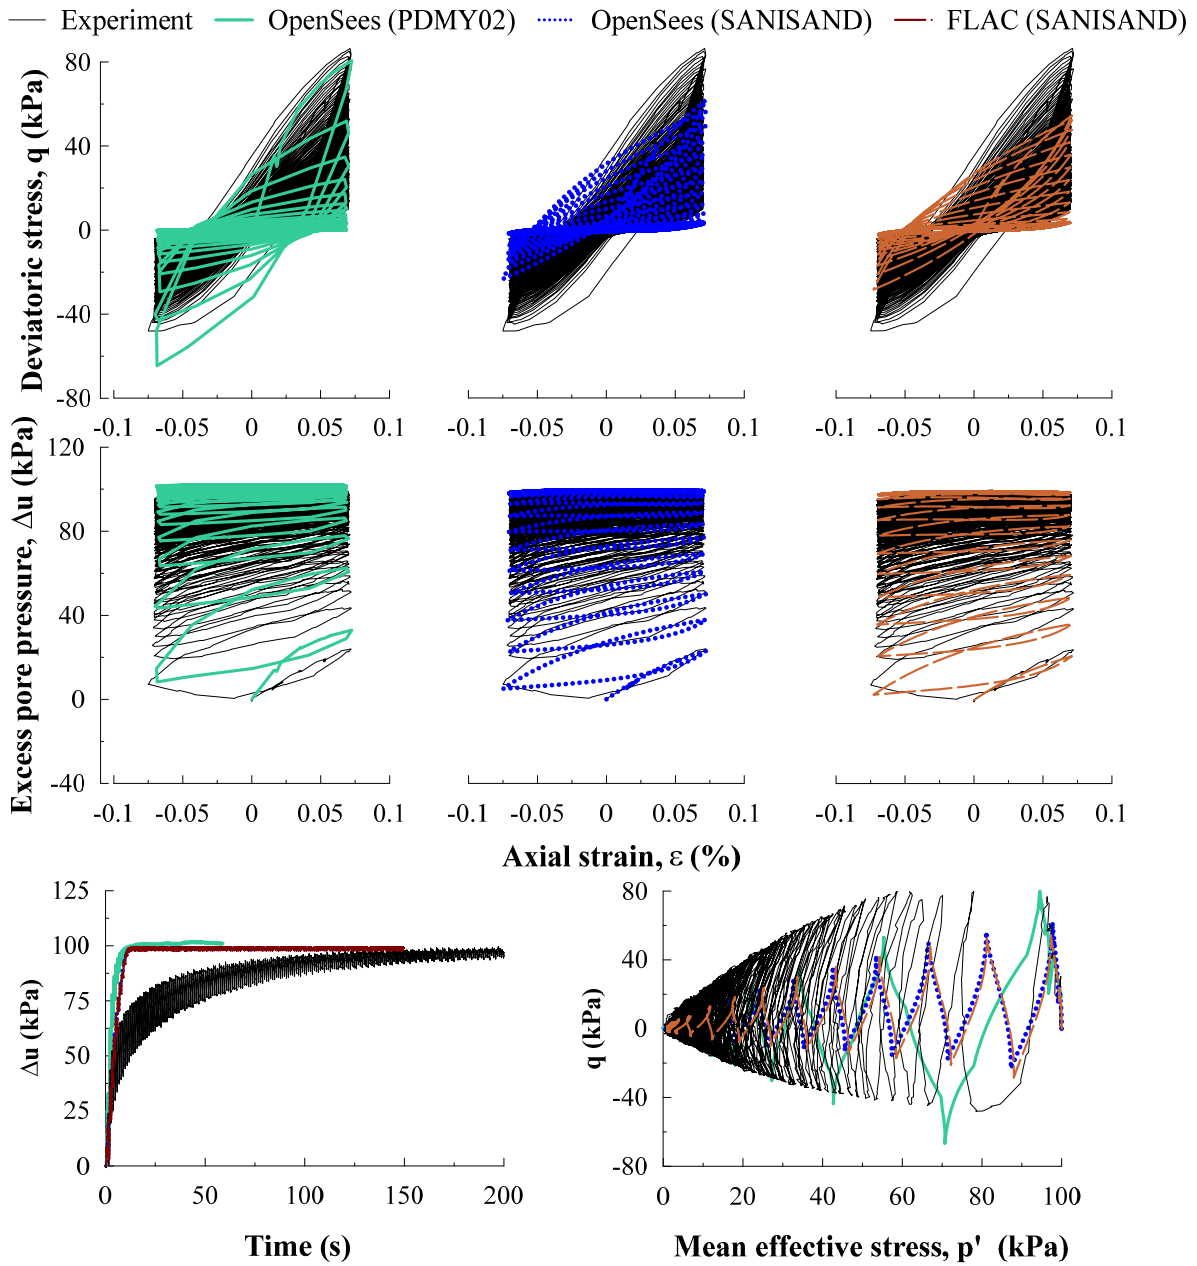 Experiment OpenSees (PDMY02) OpenSees (SANISAND) FLAC (SANISAND)
Deviatoric stress, q (kPa)
80
40
0
-40
-80
-0.1 -0.05 0 0.05 0.1 -0.1 -0.05 0 0.05 0.1 -0.1 -0.05 0 0.05 0.1
Excess pore pressure, Δu (kPa)
120
80
40
0
-40
-0.1 -0.05 0 0.05 0.1 -0.1 -0.05 0 0.05 0.1 -0.1 -0.05 0 0.05 0.1
Axial strain, ε (%)
Δu (kPa)
125
100
75
50
25
0
0 50 100 150 200
Time (s)
q (kPa)
80
40
0
-40
-80
0 20 40 60 80 100
Mean effective stress, p' (kPa)